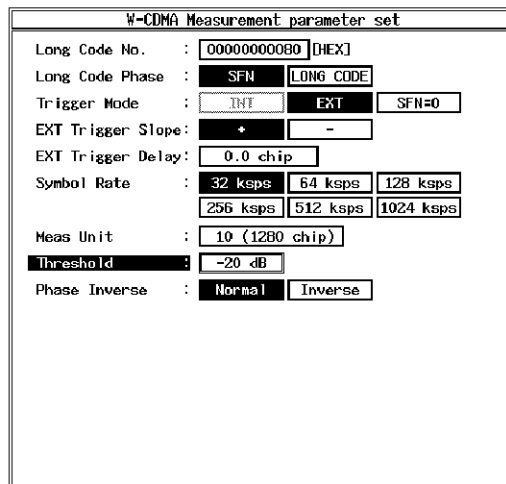 W-CDMA Measurement parameter set
Long Code No. : 00000000080 [HEX]
Long Code Phase : SFN LONG CODE
Trigger Mode : INT EXT SFN=0
EXT Trigger Slope: + -
EXT Trigger Delay: 0.0 chip
Symbol Rate : 32 ksps 64 ksps 128 ksps
256 ksps 512 ksps 1024 ksps
Meas Unit : 10 (1280 chip)
Threshold : -20 dB
Phase Inverse : Normal Inverse